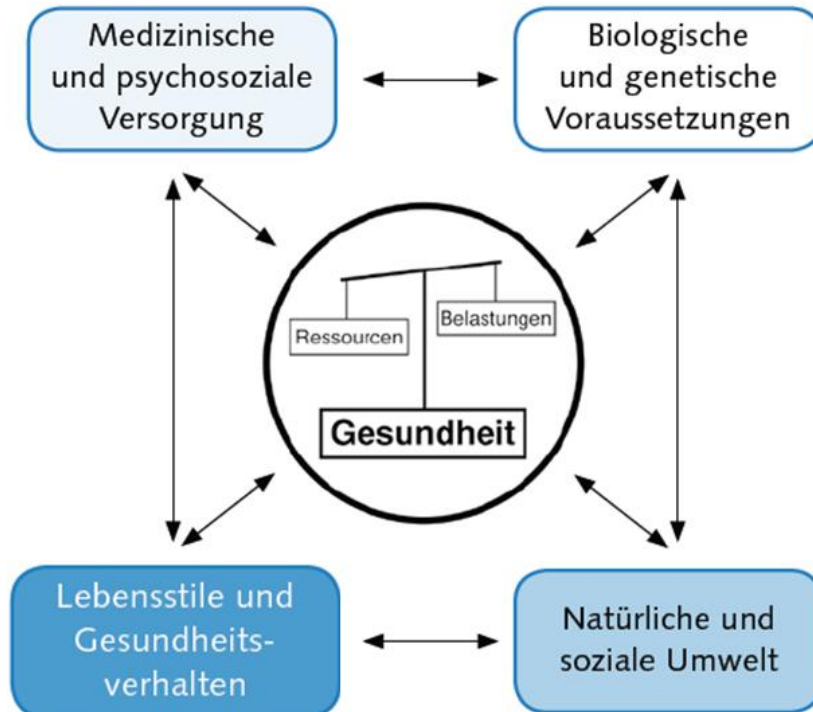 Medizinische
und psychosoziale
Versorgung
Biologische
und genetische
Voraussetzungen
Ressourcen
Belastungen
Gesundheit
Lebensstile und
Gesundheits-
verhalten
Natürliche und
soziale Umwelt